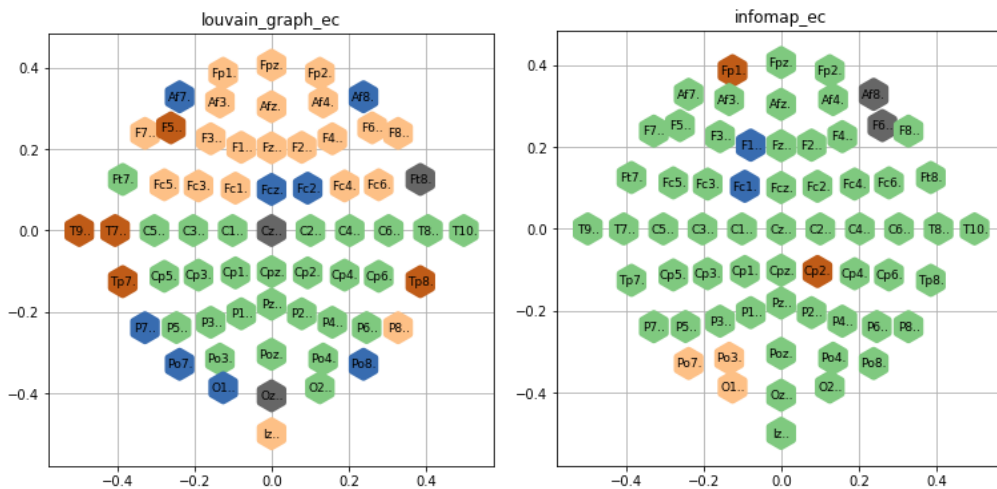 louvain_graph_ec
0.4
0.2
0.0
−0.2
−0.4
Fpz.
Fp1. Fp2.
Af7. Af8.
Af3. Afz. Af4.
F7.. F5.. F3.. F1.. Fz.. F2.. F4.. F6.. F8..
Ft7. Fc5. Fc3. Fc1. Fcz. Fc2. Fc4. Fc6. Ft8.
T9.. T7.. C5.. C3.. C1.. Cz.. C2.. C4.. C6.. T8.. T10.
Tp7. Cp5. Cp3. Cp1. Cpz. Cp2. Cp4. Cp6. Tp8.
P7.. P5.. P3.. P1.. Pz.. P2.. P4.. P6.. P8..
Po7. Po3. Poz. Po4. Po8.
O1.. Oz.. O2..
Iz..
−0.4 −0.2 0.0 0.2 0.4
infomap_ec
0.4
0.2
0.0
−0.2
−0.4
Fpz.
Fp1. Fp2.
Af7. Af8.
Af3. Afz. Af4.
F7.. F5.. F3.. F1.. Fz.. F2.. F4.. F6.. F8..
Ft7. Fc5. Fc3. Fc1. Fcz. Fc2. Fc4. Fc6. Ft8.
T9.. T7.. C5.. C3.. C1.. Cz.. C2.. C4.. C6.. T8.. T10.
Tp7. Cp5. Cp3. Cp1. Cpz. Cp2. Cp4. Cp6. Tp8.
P7.. P5.. P3.. P1.. Pz.. P2.. P4.. P6.. P8..
Po7. Po3. Poz. Po4. Po8.
O1.. Oz.. O2..
Iz..
−0.4 −0.2 0.0 0.2 0.4